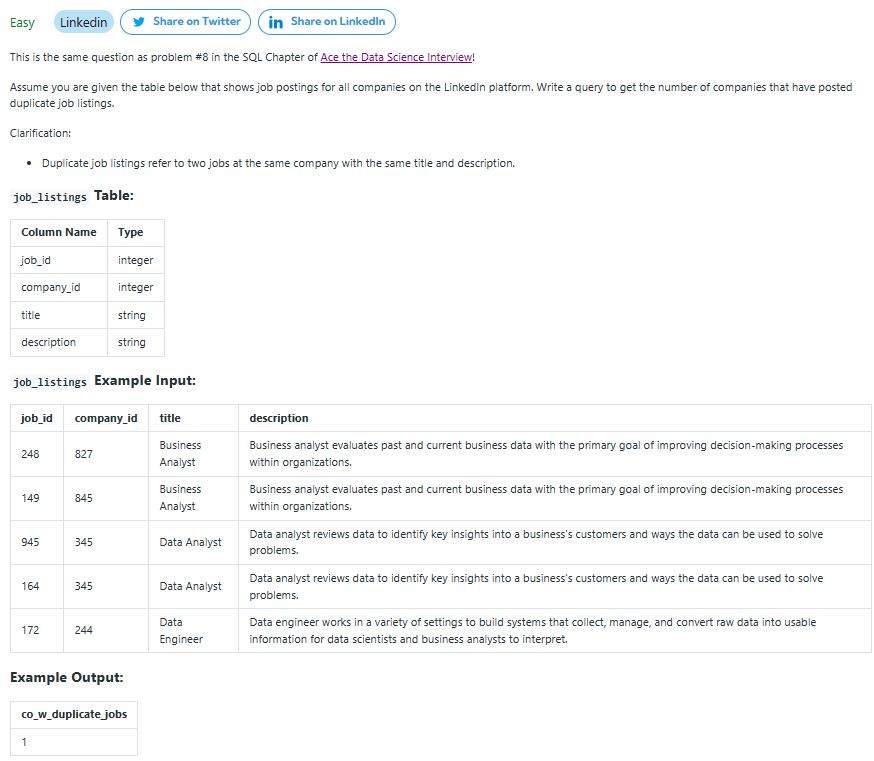 Easy Linkedin Share on Twitter in Share on LinkedIn
This is the same question as problem #8 in the SQL Chapter of Ace the Data Science Interview!
Assume you are given the table below that shows job postings for all companies on the LinkedIn platform. Write a query to get the number of companies that have posted
duplicate job listings.
Clarification:
• Duplicate job listings refer to two jobs at the same company with the same title and description.
job_listings Table:
Column Name Type
job_id integer
company_id integer
title string
description string
job_listings Example Input:
job_id company_id title description
248 827 Business Analyst Business analyst evaluates past and current business data with the primary goal of improving decision-making processes
within organizations.
149 845 Business Analyst Business analyst evaluates past and current business data with the primary goal of improving decision-making processes
within organizations.
945 345 Data Analyst Data analyst reviews data to identify key insights into a business's customers and ways the data can be used to solve
problems.
164 345 Data Analyst Data analyst reviews data to identify key insights into a business's customers and ways the data can be used to solve
problems.
172 244 Data Engineer Data engineer works in a variety of settings to build systems that collect, manage, and convert raw data into usable
information for data scientists and business analysts to interpret.
Example Output:
co_w_duplicate_jobs
1